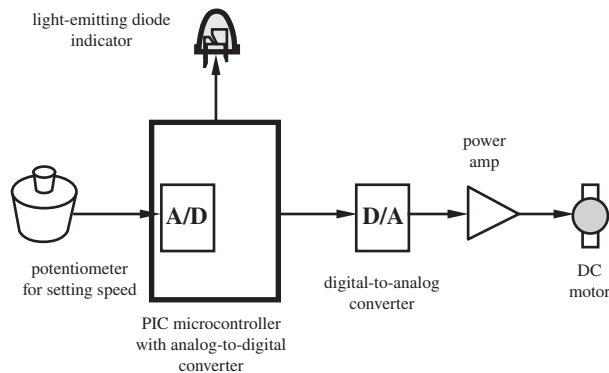 light-emitting diode
indicator
power
amp
A/D
D/A
potentiometer
for setting speed
digital-to-analog
converter
DC
motor
PIC microcontroller
with analog-to-digital
converter